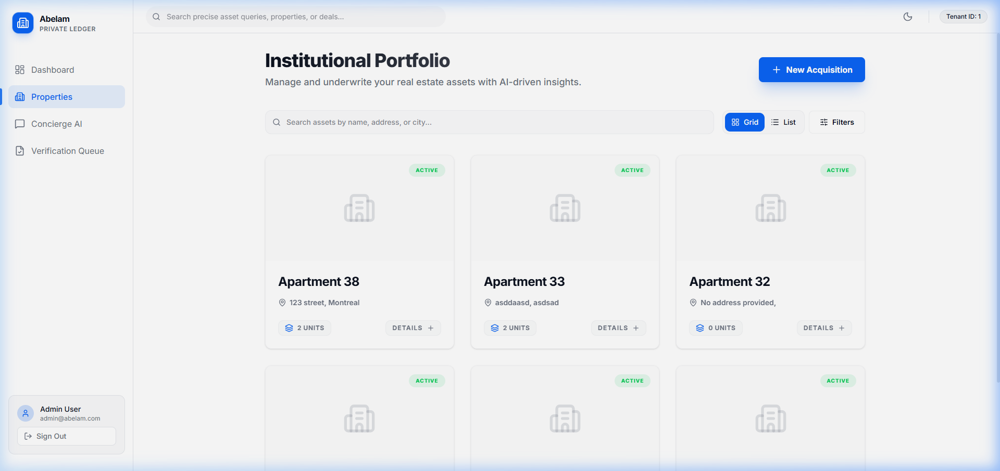 Abelam
PRIVATE LEDGER
Search precise asset queries, properties, or deals...
Tenant ID: 1
Dashboard
Properties
Concierge AI
Verification Queue
Institutional Portfolio
Manage and underwrite your real estate assets with AI-driven insights.
New Acquisition
Search assets by name, address, or city...
Grid
List
Filters
ACTIVE
ACTIVE
ACTIVE
Apartment 38
123 street, Montreal
2 UNITS
DETAILS
Apartment 33
asddaasd, asdsad
2 UNITS
DETAILS
Apartment 32
No address provided,
0 UNITS
DETAILS
ACTIVE
ACTIVE
ACTIVE
Admin User
admin@abelam.com
Sign Out